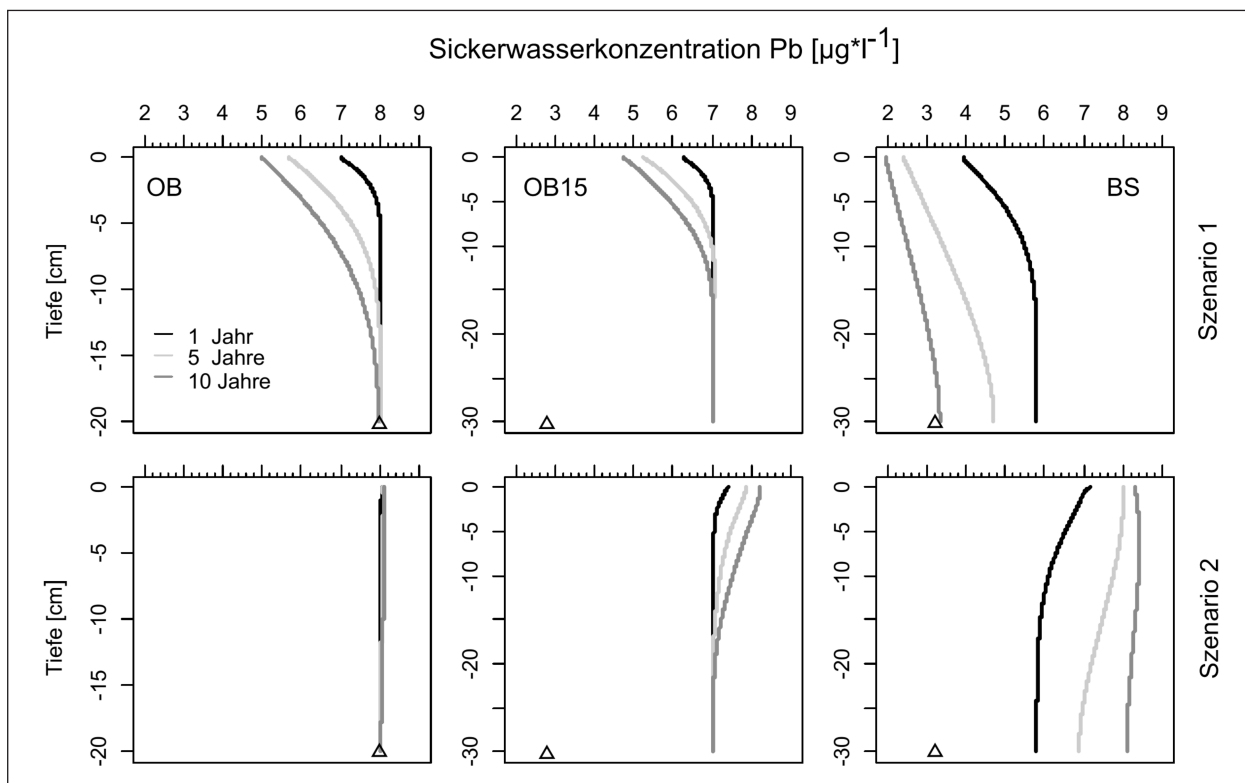 Sickerwasserkonzentration Pb [µg*l-1]
2 3 4 5 6 7 8 9
2 3 4 5 6 7 8 9
2 3 4 5 6 7 8 9
Tiefe [cm]
0
-5
-10
-15
-20
OB
1 Jahr
5 Jahre
10 Jahre
0
-5
-10
-20
-30
OB15
0
-5
-10
-20
-30
BS
Szenario 1
Tiefe [cm]
0
-5
-10
-15
-20
0
-5
-10
-20
-30
0
-5
-10
-20
-30
Szenario 2